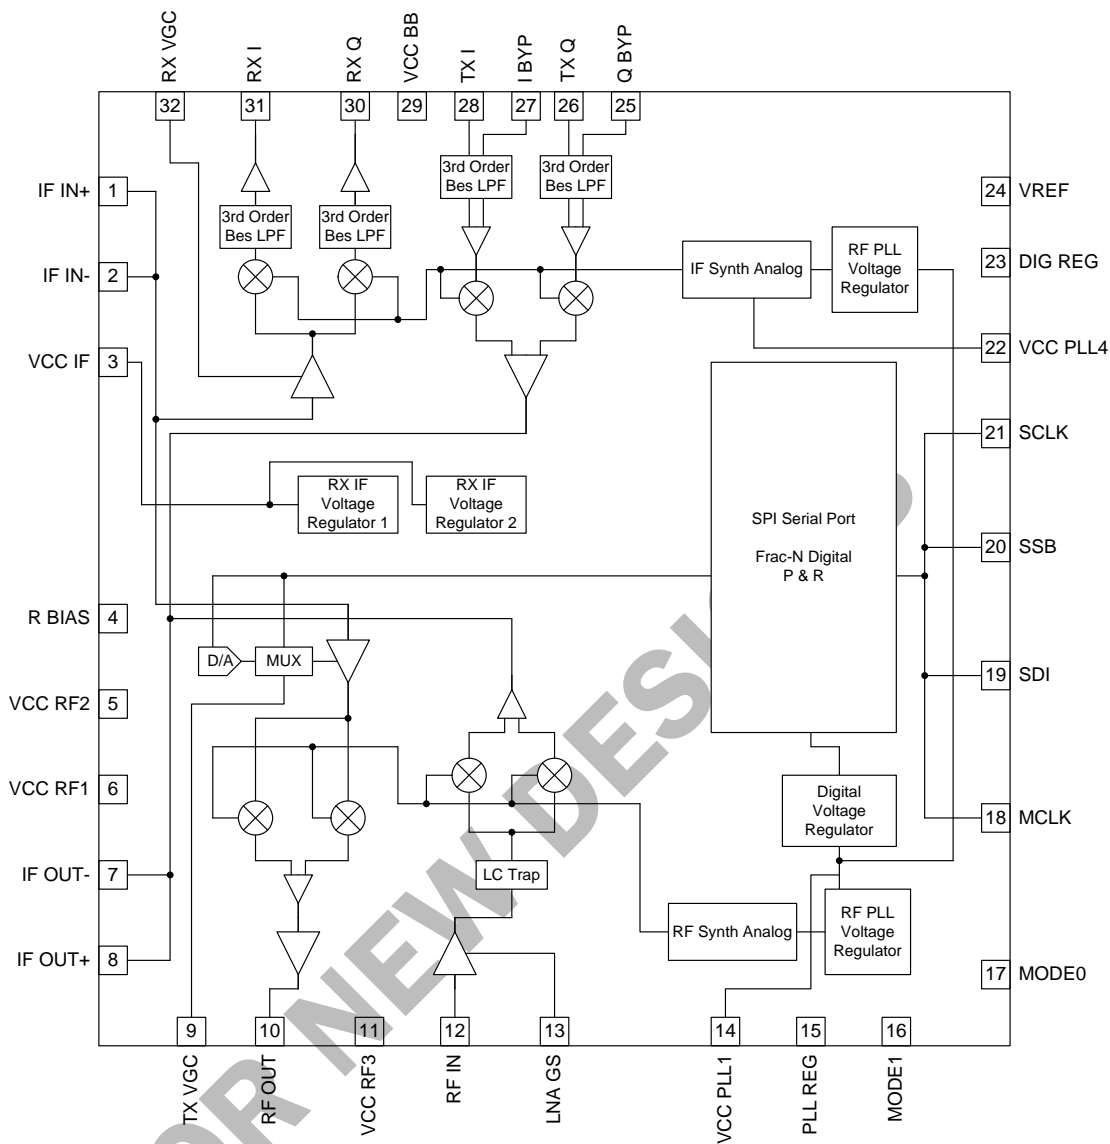 RX VGC
RX I
RX Q
VCC BB
TX I
I BYP
TX Q
Q BYP
32
31
30
29
28
27
26
25
3rd Order
Bes LPF
3rd Order
Bes LPF
IF IN+
1
24
VREF
3rd Order
Bes LPF
3rd Order
Bes LPF
IF IN-
2
IF Synth Analog
RF PLL
Voltage
Regulator
23
DIG REG
VCC IF
3
22
VCC PLL4
21
SCLK
RX IF
Voltage
Regulator 1
RX IF
Voltage
Regulator 2
SPI Serial Port
Frac-N Digital
P & R
20
SSB
R BIAS
4
D/A
MUX
19
SDI
VCC RF2
5
VCC RF1
6
Digital
Voltage
Regulator
18
MCLK
IF OUT-
7
LC Trap
RF Synth Analog
RF PLL
Voltage
Regulator
IF OUT+
8
17
MODE0
9
10
11
12
13
14
15
16
TX VGC
RF OUT
VCC RF3
RF IN
LNA GS
VCC PLL1
PLL REG
MODE1
OR NEW DESI